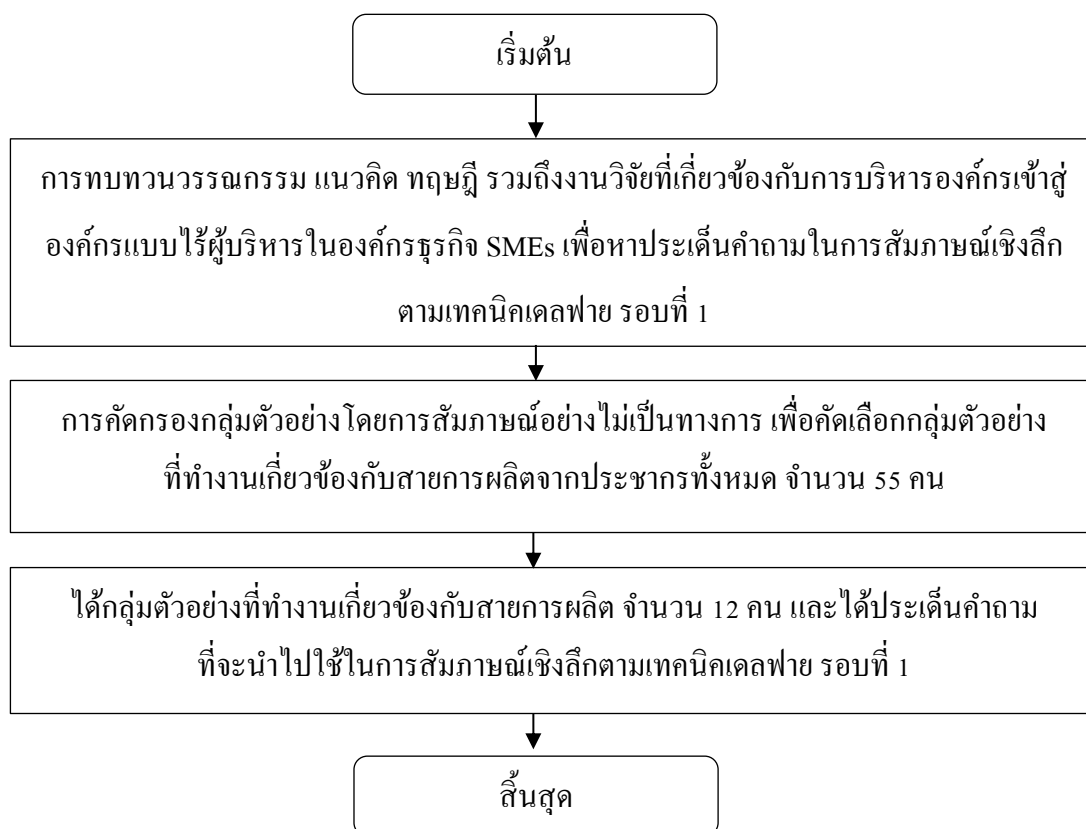 เริ่มต้น
การทบทวนวรรณกรรม แนวคิด ทฤษฎี รวมถึงงานวิจัยที่เกี่ยวข้องกับการบริหารองค์กรเข้าสู่
องค์กรแบบไร้ผู้บริหารในองค์กรธุรกิจ SMEs เพื่อหาประเด็นคำถามในการสัมภาษณ์เชิงลึก
ตามเทคนิคเดลฟาย รอบที่ 1
การคัดกรองกลุ่มตัวอย่างโดยการสัมภาษณ์อย่างไม่เป็นทางการ เพื่อคัดเลือกกลุ่มตัวอย่าง
ที่ทำงานเกี่ยวข้องกับสายการผลิตจากประชากรทั้งหมด จำนวน 55 คน
ได้กลุ่มตัวอย่างที่ทำงานเกี่ยวข้องกับสายการผลิต จำนวน 12 คน และได้ประเด็นคำถาม
ที่จะนำไปใช้ในการสัมภาษณ์เชิงลึกตามเทคนิคเดลฟาย รอบที่ 1
สิ้นสุด